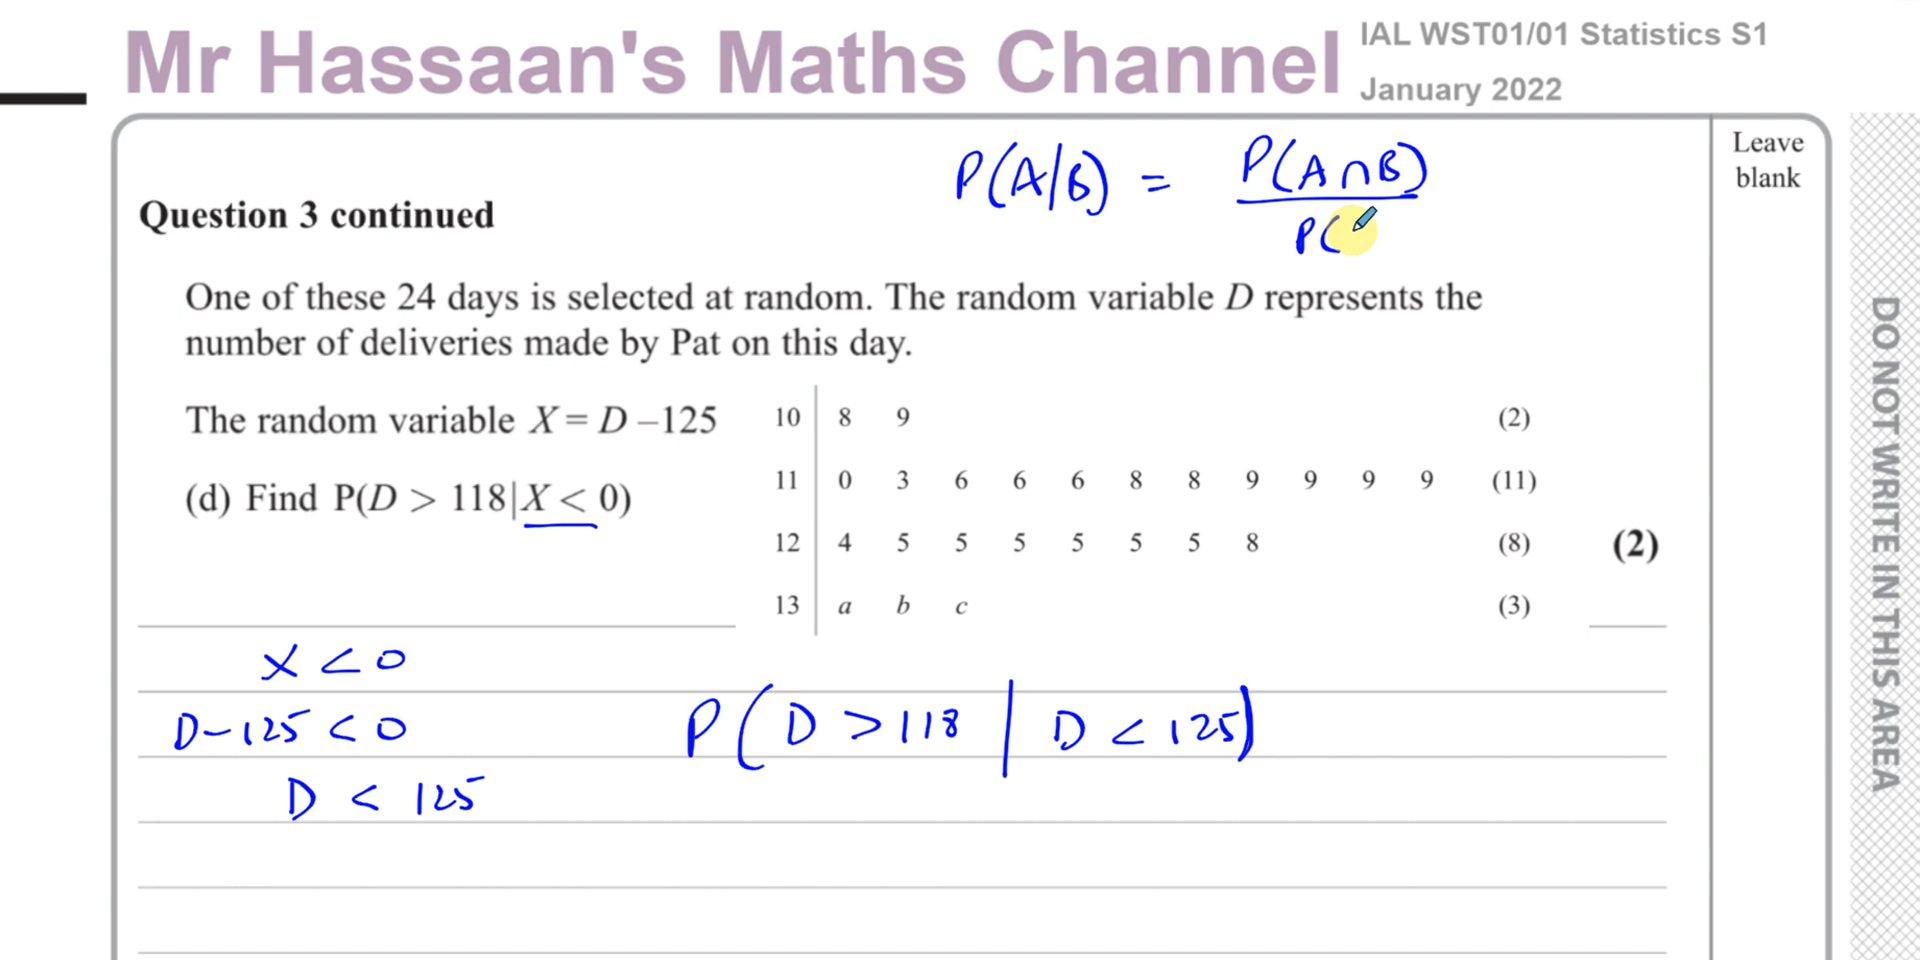 Mr Hassaan's Maths Channel
IAL WST01/01 Statistics S1
January 2022
Leave
blank
P(A/B) = P(A∩B)
P(
Question 3 continued
One of these 24 days is selected at random. The random variable D represents the
number of deliveries made by Pat on this day.
The random variable X = D –125
(d) Find P(D > 118|X < 0)
10 | 8 9 (2)
11 | 0 3 6 6 6 8 8 9 9 9 9 (11)
12 | 4 5 5 5 5 5 5 8 (8)
13 | a b c (3)
(2)
X < 0
D-125 < 0
D < 125
P(D > 118 | D < 125)
DO NOT WRITE IN THIS AREA